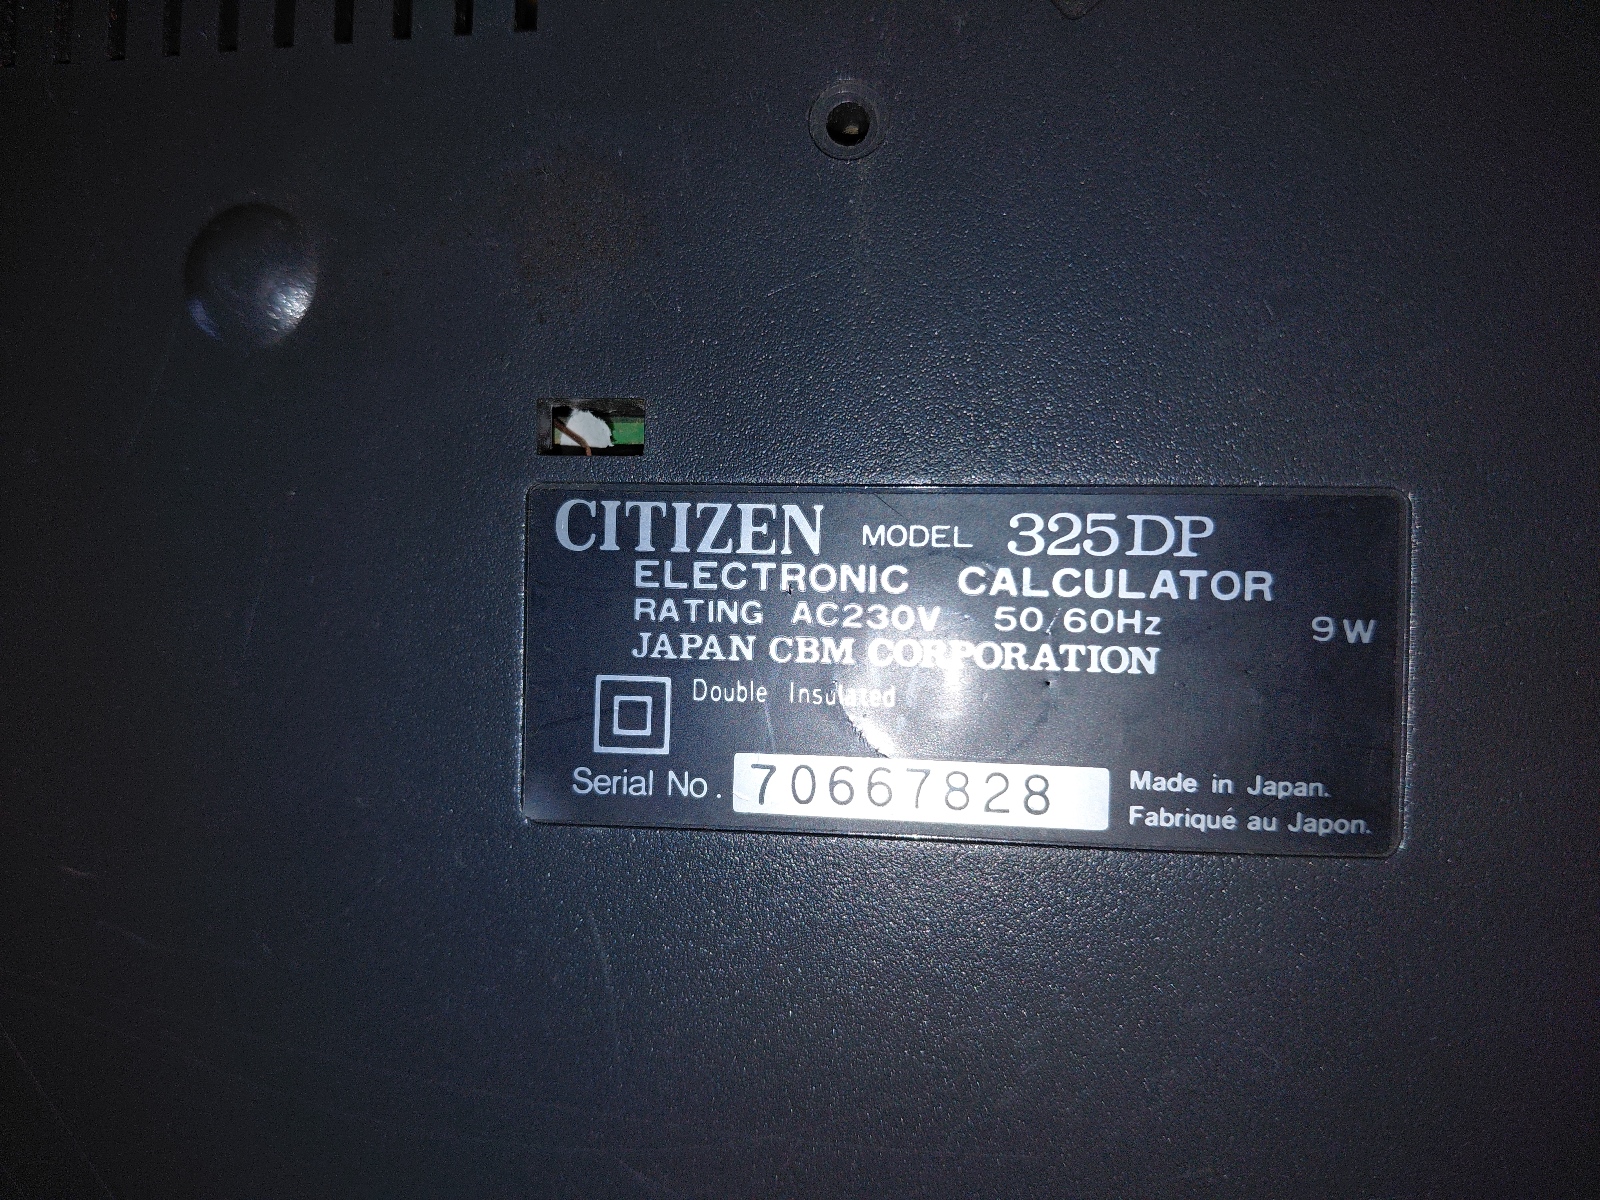 CITIZEN MODEL 325DP
ELECTRONIC CALCULATOR
RATING AC230V 50/60Hz 9W
JAPAN CBM CORPORATION
Double Insulated
Serial No. 70667828
Made in Japan.
Fabriqué au Japon.